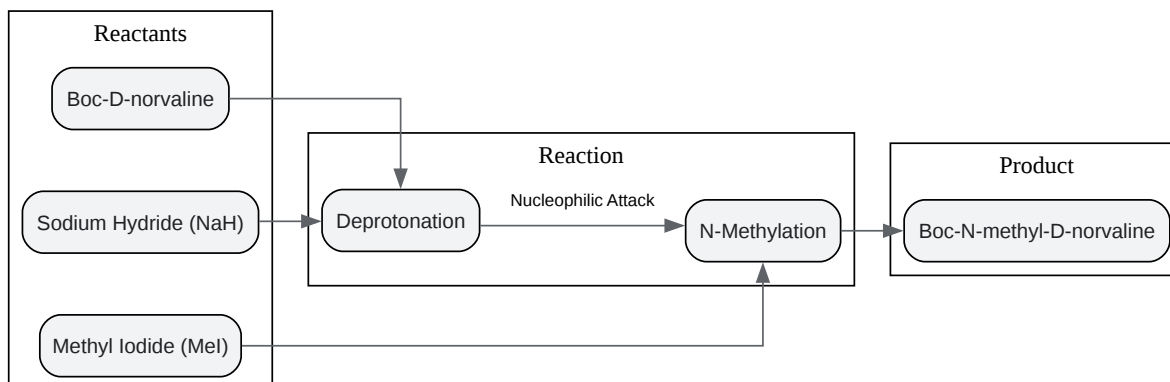 Reactants
Boc-D-norvaline
Sodium Hydride (NaH)
Methyl Iodide (MeI)
Reaction
Deprotonation
Nucleophilic Attack
N-Methylation
Product
Boc-N-methyl-D-norvaline